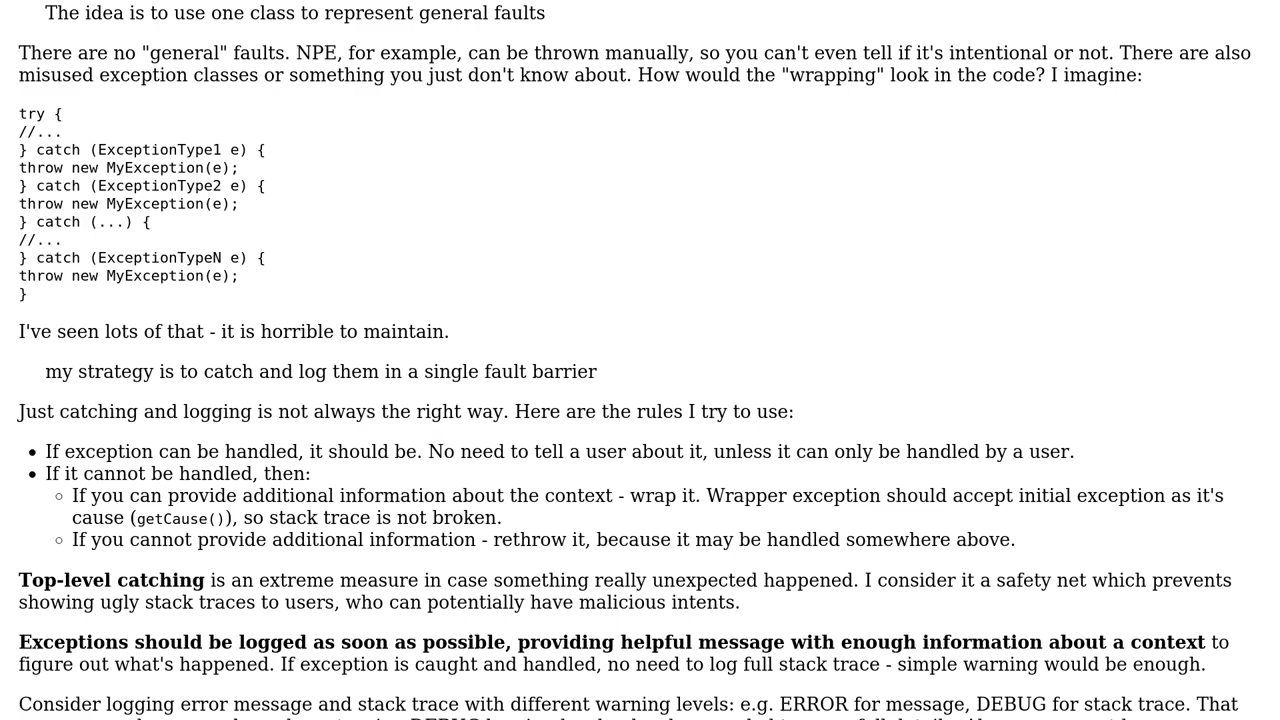 The idea is to use one class to represent general faults
There are no "general" faults. NPE, for example, can be thrown manually, so you can't even tell if it's intentional or not. There are also
misused exception classes or something you just don't know about. How would the "wrapping" look in the code? I imagine:
try {
//...
} catch (ExceptionType1 e) {
throw new MyException(e);
} catch (ExceptionType2 e) {
throw new MyException(e);
} catch (...) {
//...
} catch (ExceptionTypeN e) {
throw new MyException(e);
}
I've seen lots of that - it is horrible to maintain.
my strategy is to catch and log them in a single fault barrier
Just catching and logging is not always the right way. Here are the rules I try to use:
If exception can be handled, it should be. No need to tell a user about it, unless it can only be handled by a user.
If it cannot be handled, then:
If you can provide additional information about the context - wrap it. Wrapper exception should accept initial exception as it's
cause (getCause()), so stack trace is not broken.
If you cannot provide additional information - rethrow it, because it may be handled somewhere above.
Top-level catching is an extreme measure in case something really unexpected happened. I consider it a safety net which prevents
showing ugly stack traces to users, who can potentially have malicious intents.
Exceptions should be logged as soon as possible, providing helpful message with enough information about a context to
figure out what's happened. If exception is caught and handled, no need to log full stack trace - simple warning would be enough.
Consider logging error message and stack trace with different warning levels: e.g. ERROR for message, DEBUG for stack trace. That